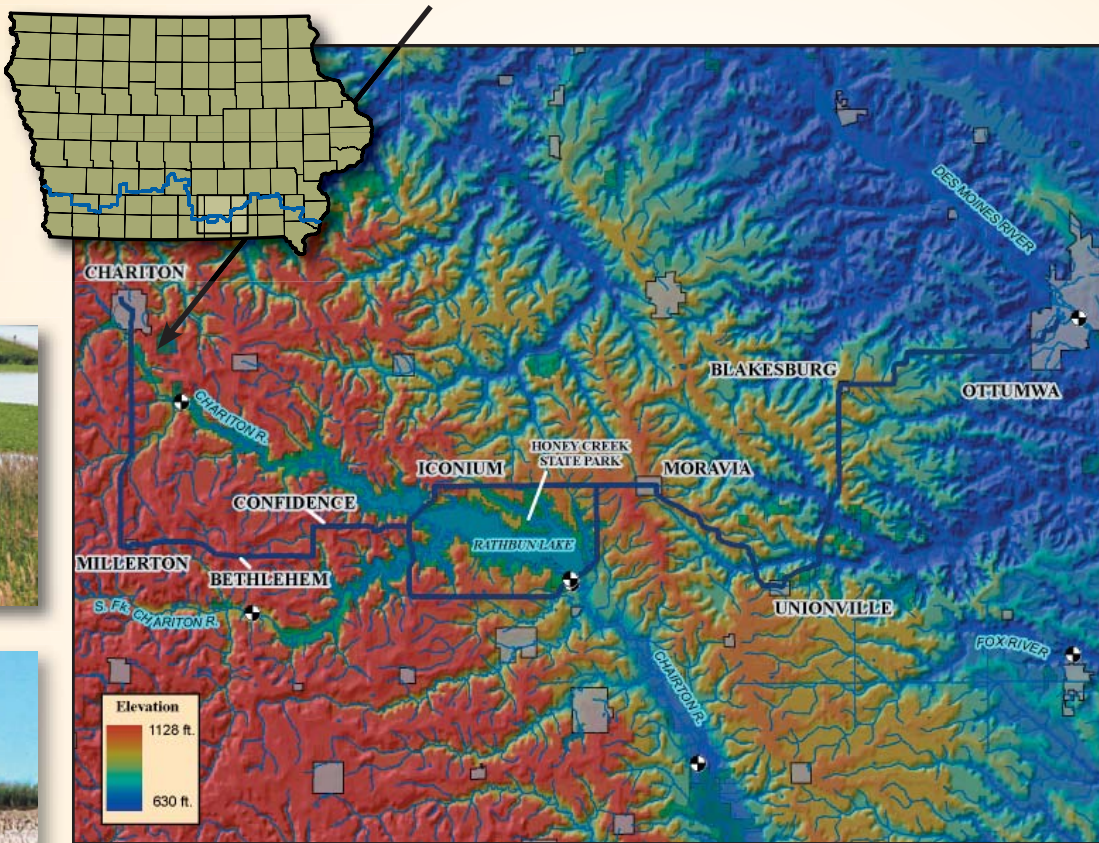 CHARITON
DES MOINES RIVER
BLAKESBURG
OTTUMWA
CHARITON R.
HONEY CREEK
STATE PARK
ICONIUM
MORAVIA
CONFIDENCE
RATHBUN LAKE
MILLERTON
BETHLEHEM
UNIONVILLE
S. Fk. CHARITON R.
FOX RIVER
CHAIRTON R.
Elevation
1128 ft.
630 ft.